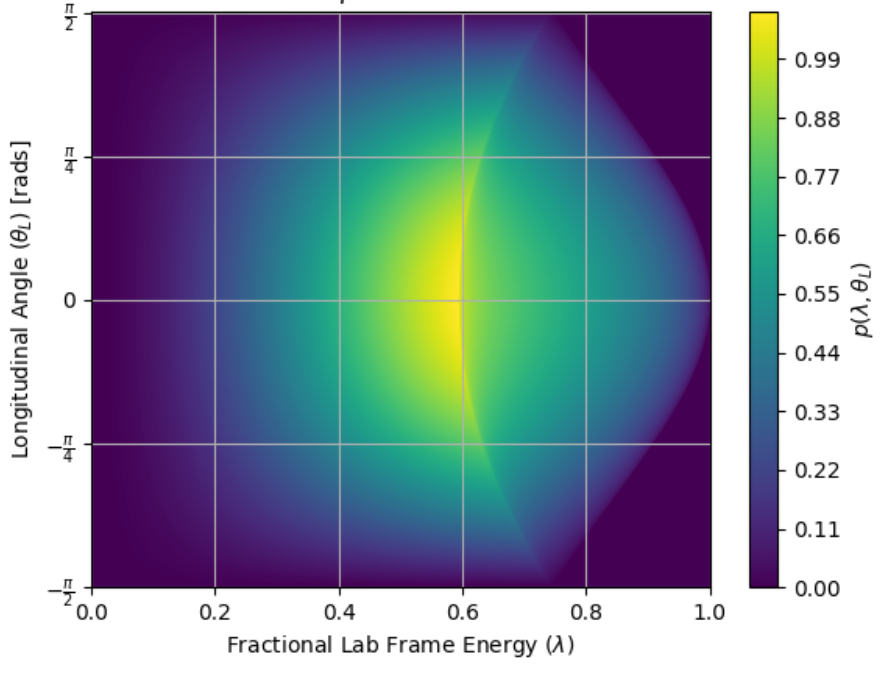 π/2
π/4
0
-π/4
-π/2
Longitudinal Angle (θ_L) [rads]
0.0 0.2 0.4 0.6 0.8 1.0
Fractional Lab Frame Energy (λ)
0.99
0.88
0.77
0.66
0.55
0.44
0.33
0.22
0.11
0.00
p(λ, θ_L)